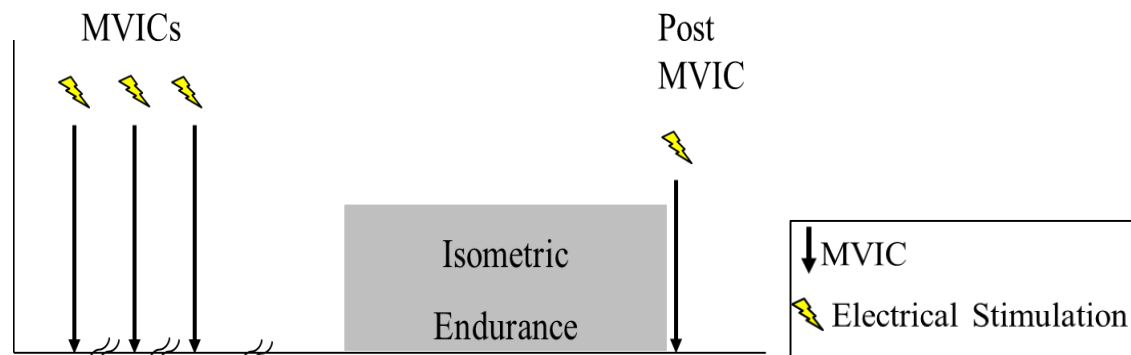 MVICs
Post
MVIC
Isometric
Endurance
MVIC
Electrical Stimulation